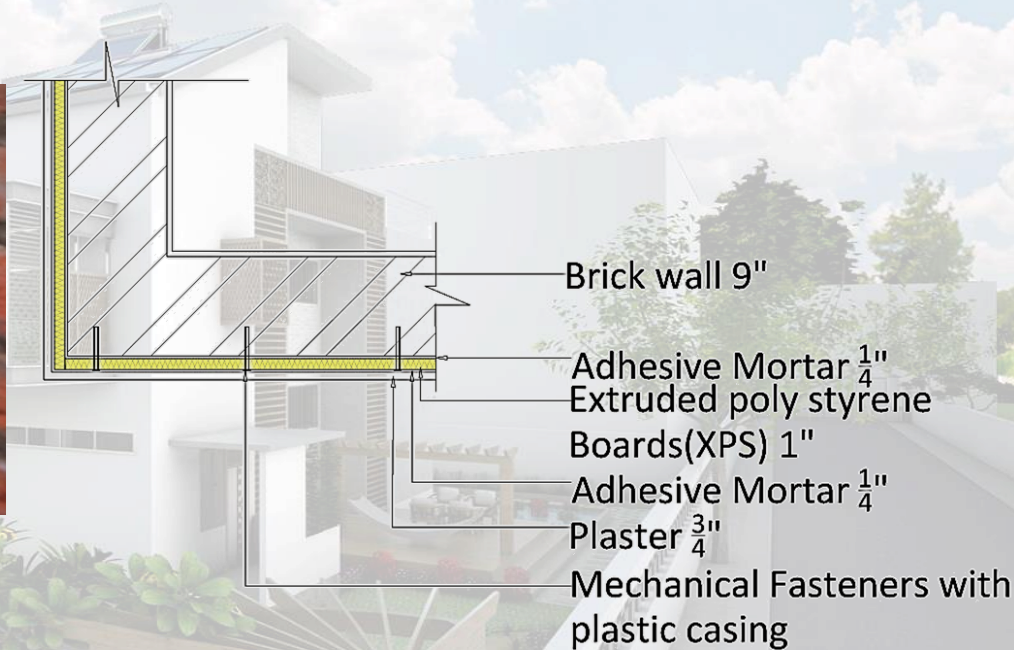 Brick wall 9"
Adhesive Mortar 1/4"
Extruded poly styrene
Boards(XPS) 1"
Adhesive Mortar 1/4"
Plaster 3/4"
Mechanical Fasteners with
plastic casing